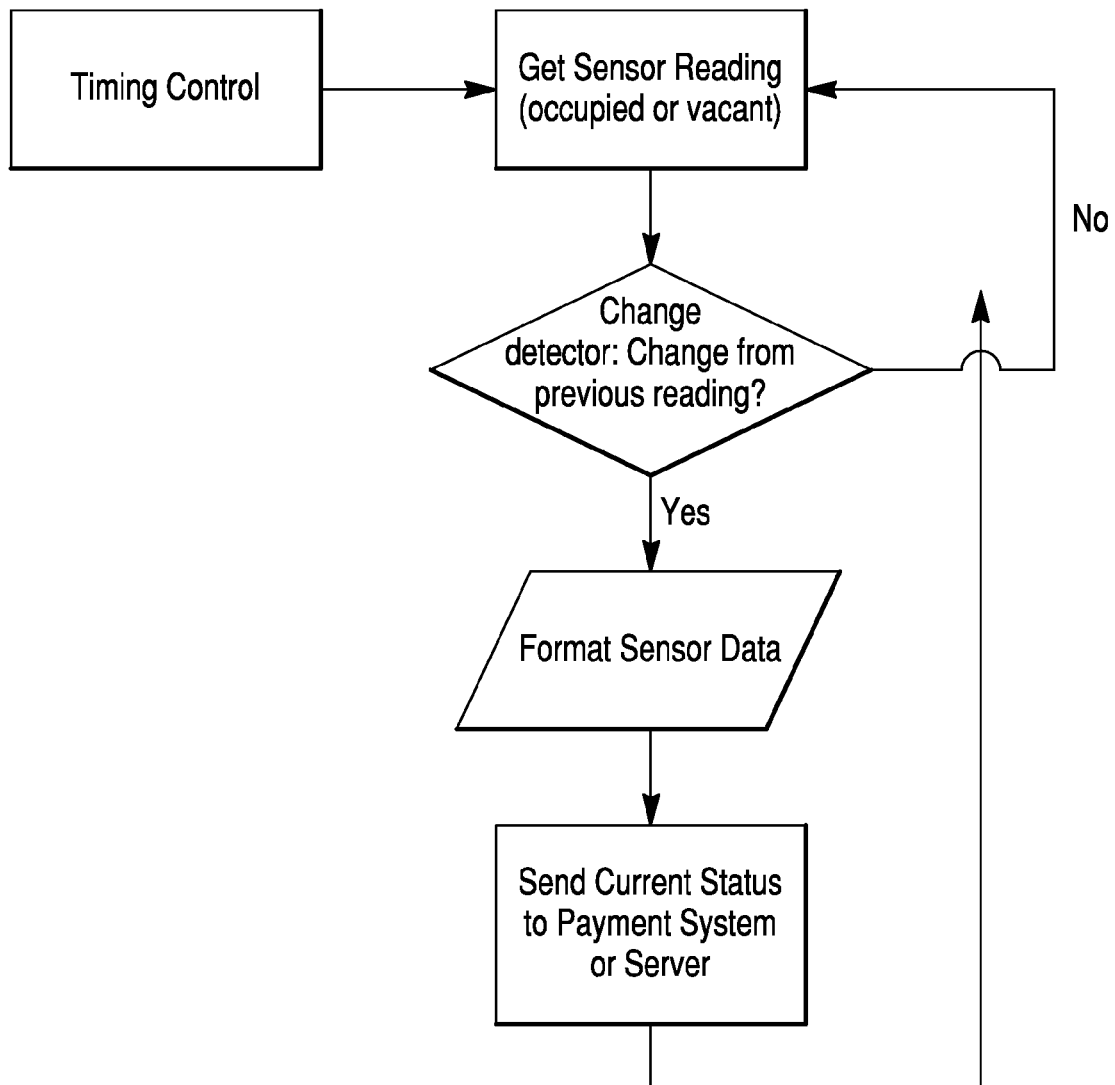 Timing Control
Get Sensor Reading
(occupied or vacant)
No
Change
detector: Change from
previous reading?
Yes
Format Sensor Data
Send Current Status
to Payment System
or Server